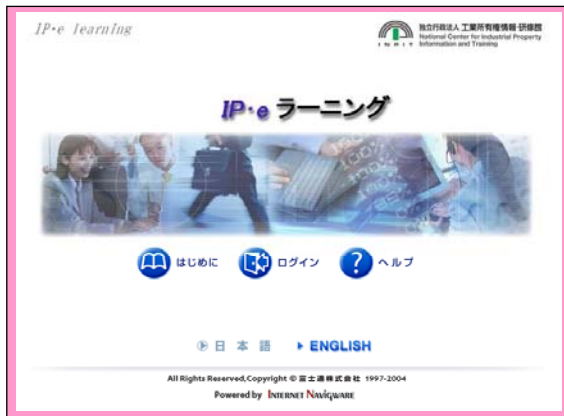 IP・e learning
独立行政法人 工業所有権情報・研修館
National Center for Industrial Property
Information and Training
INPIT
IP・e ラーニング
はじめに
ログイン
ヘルプ
日本語
ENGLISH
All Rights Reserved,Copyright © 富士通株式会社 1997-2004
Powered by INTERNET NAVIGWARE